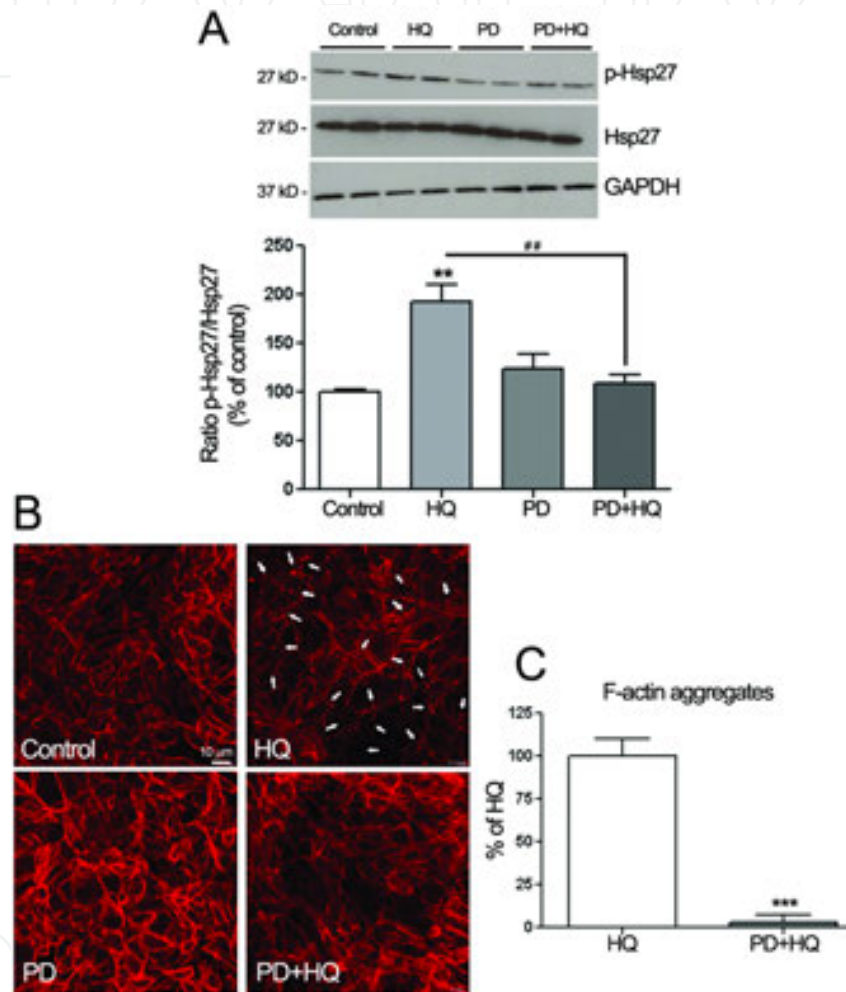 A
Control HQ PD PD+HQ
27 kD - p-Hsp27
27 kD - Hsp27
37 kD - GAPDH
Ratio p-Hsp27/Hsp27
(% of control)
250
200
150
100
50
0
**
##
Control HQ PD PD+HQ
B
Control
10 µm
HQ
PD
PD+HQ
C
F-actin aggregates
% of HQ
125
100
75
50
25
0
***
HQ PD+HQ